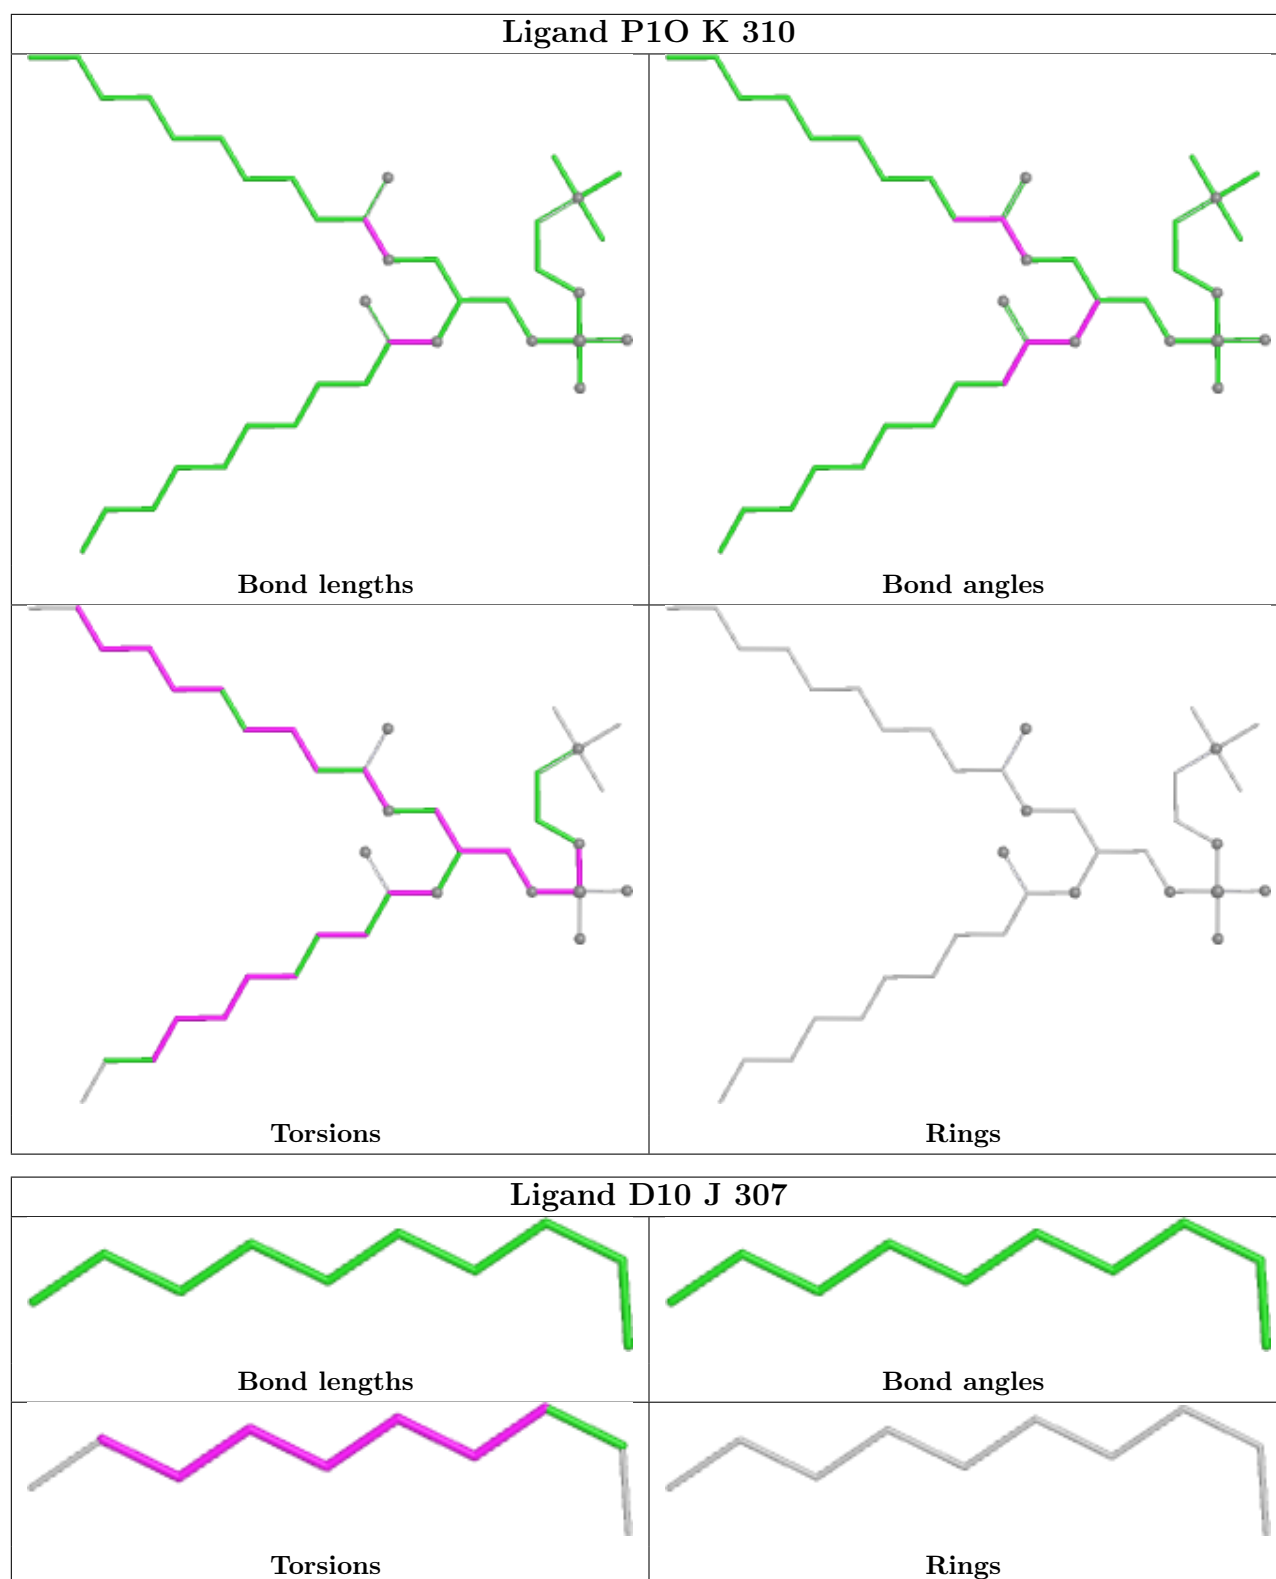 Ligand P1O K 310
Bond lengths
Bond angles
Torsions
Rings
Ligand D10 J 307
Bond lengths
Bond angles
Torsions
Rings